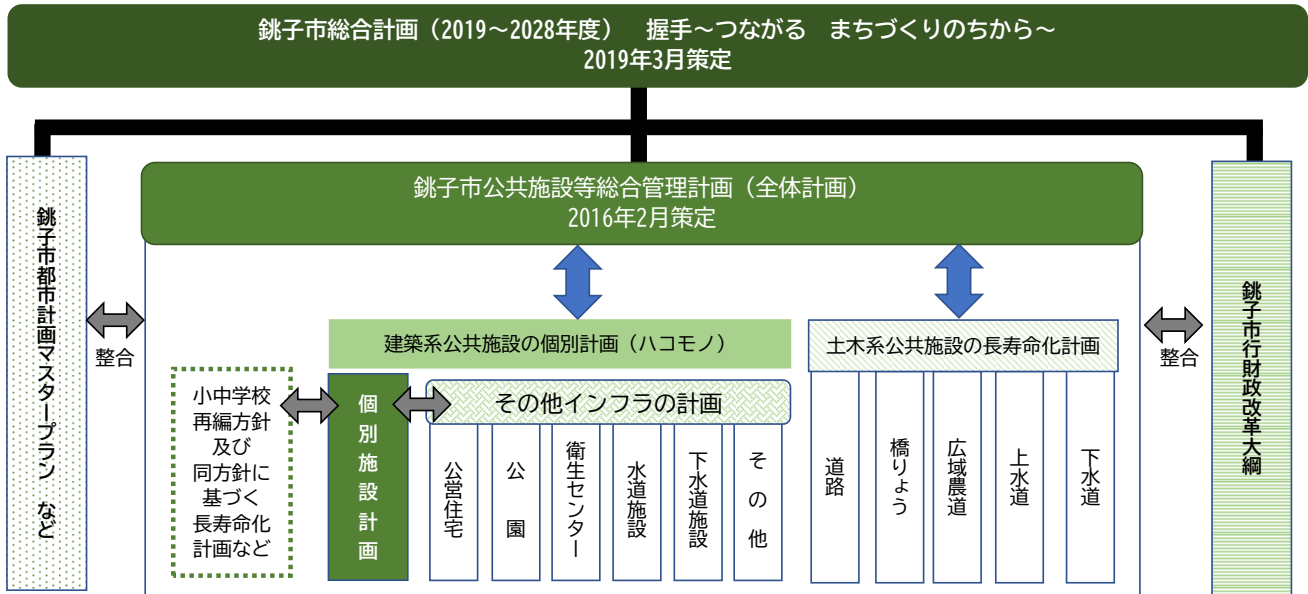 銚子市総合計画（2019～2028年度）　握手～つながる　まちづくりのちから～
2019年3月策定
銚子市公共施設等総合管理計画（全体計画）
2016年2月策定
銚子市都市計画マスタープラン　など
整合
建築系公共施設の個別計画（ハコモノ）
小中学校
再編方針
及び
同方針に
基づく
長寿命化
計画など
個別施設計画
その他インフラの計画
公営住宅
公　園
衛生センター
水道施設
下水道施設
その他
土木系公共施設の長寿命化計画
道路
橋りょう
広域農道
上水道
下水道
整合
銚子市行財政改革大綱